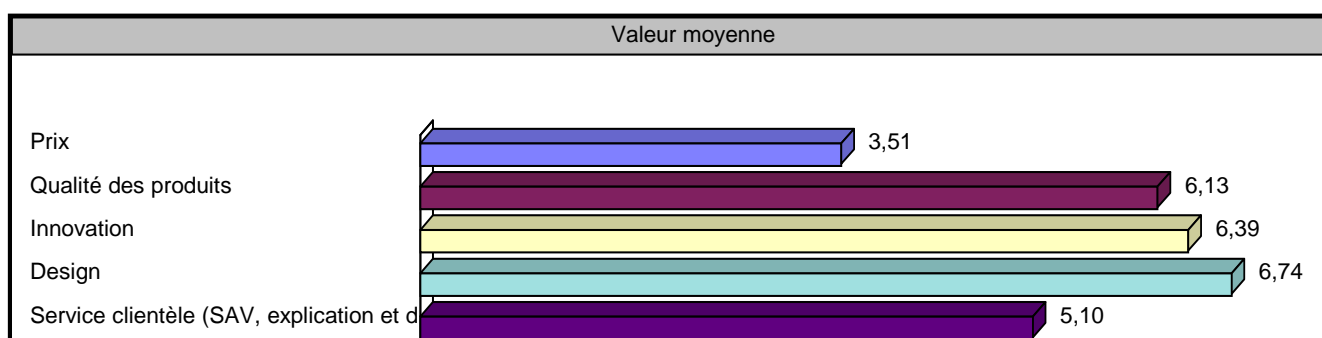 Valeur moyenne
Prix 3,51
Qualité des produits 6,13
Innovation 6,39
Design 6,74
Service clientèle (SAV, explication et d 5,10